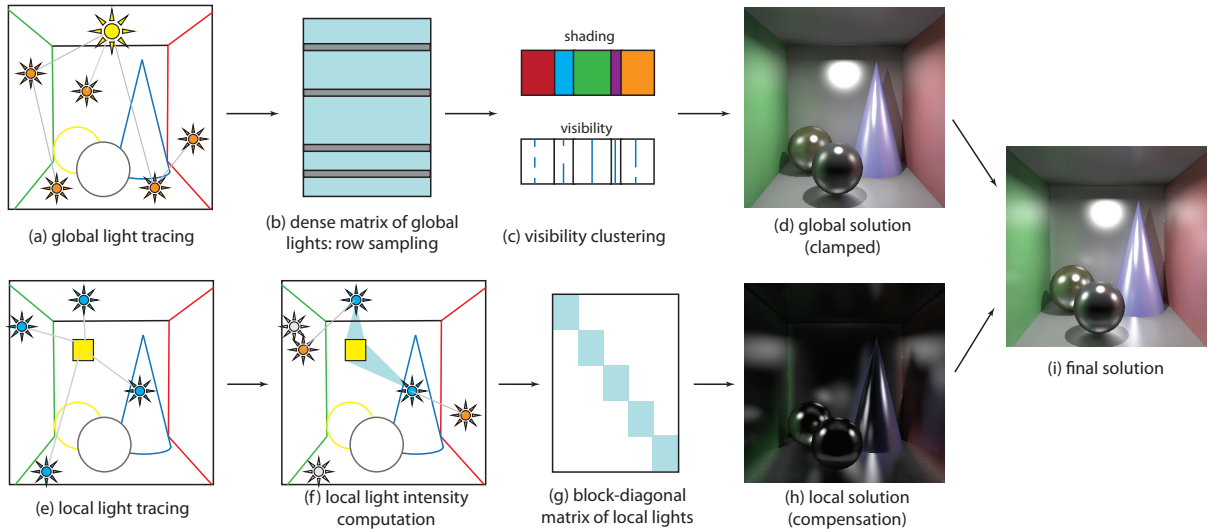 shading
visibility
(a) global light tracing
(b) dense matrix of global
lights: row sampling
(c) visibility clustering
(d) global solution
(clamped)
(e) local light tracing
(f) local light intensity
computation
(g) block-diagonal
matrix of local lights
(h) local solution
(compensation)
(i) final solution